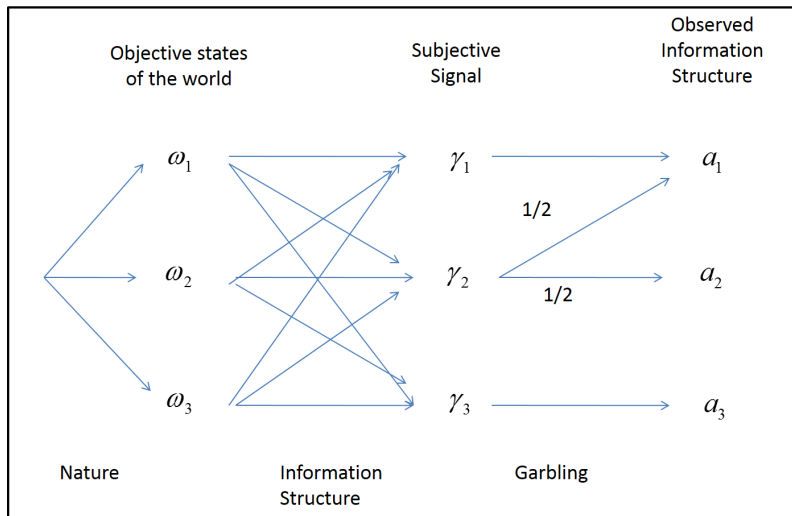 Objective states
of the world
Subjective
Signal
Observed
Information
Structure
ω₁
γ₁
a₁
1/2
ω₂
γ₂
a₂
1/2
ω₃
γ₃
a₃
Nature
Information
Structure
Garbling